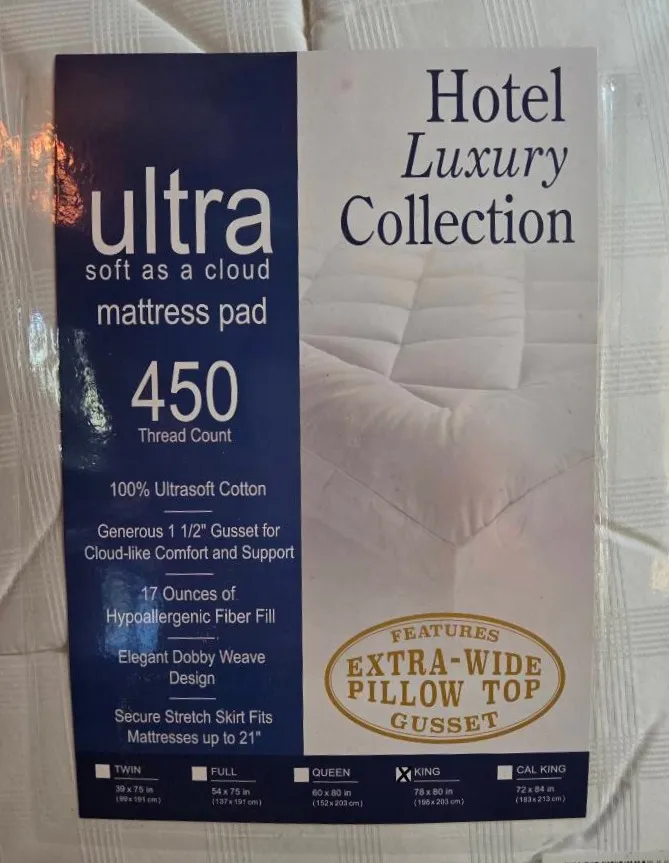 Hotel
Luxury
Collection
ultra
soft as a cloud
mattress pad
450
Thread Count
100% Ultrasoft Cotton
Generous 1 1/2" Gusset for
Cloud-like Comfort and Support
17 Ounces of
Hypoallergenic Fiber Fill
Elegant Dobby Weave
Design
Secure Stretch Skirt Fits
Mattresses up to 21"
FEATURES
EXTRA-WIDE
PILLOW TOP
GUSSET
TWIN
39 x 75 in
(99 x 191 cm)
FULL
54 x 75 in
(137 x 191 cm)
QUEEN
60 x 80 in
(152 x 203 cm)
KING
78 x 80 in
(198 x 203 cm)
CAL KING
72 x 84 in
(183 x 213 cm)